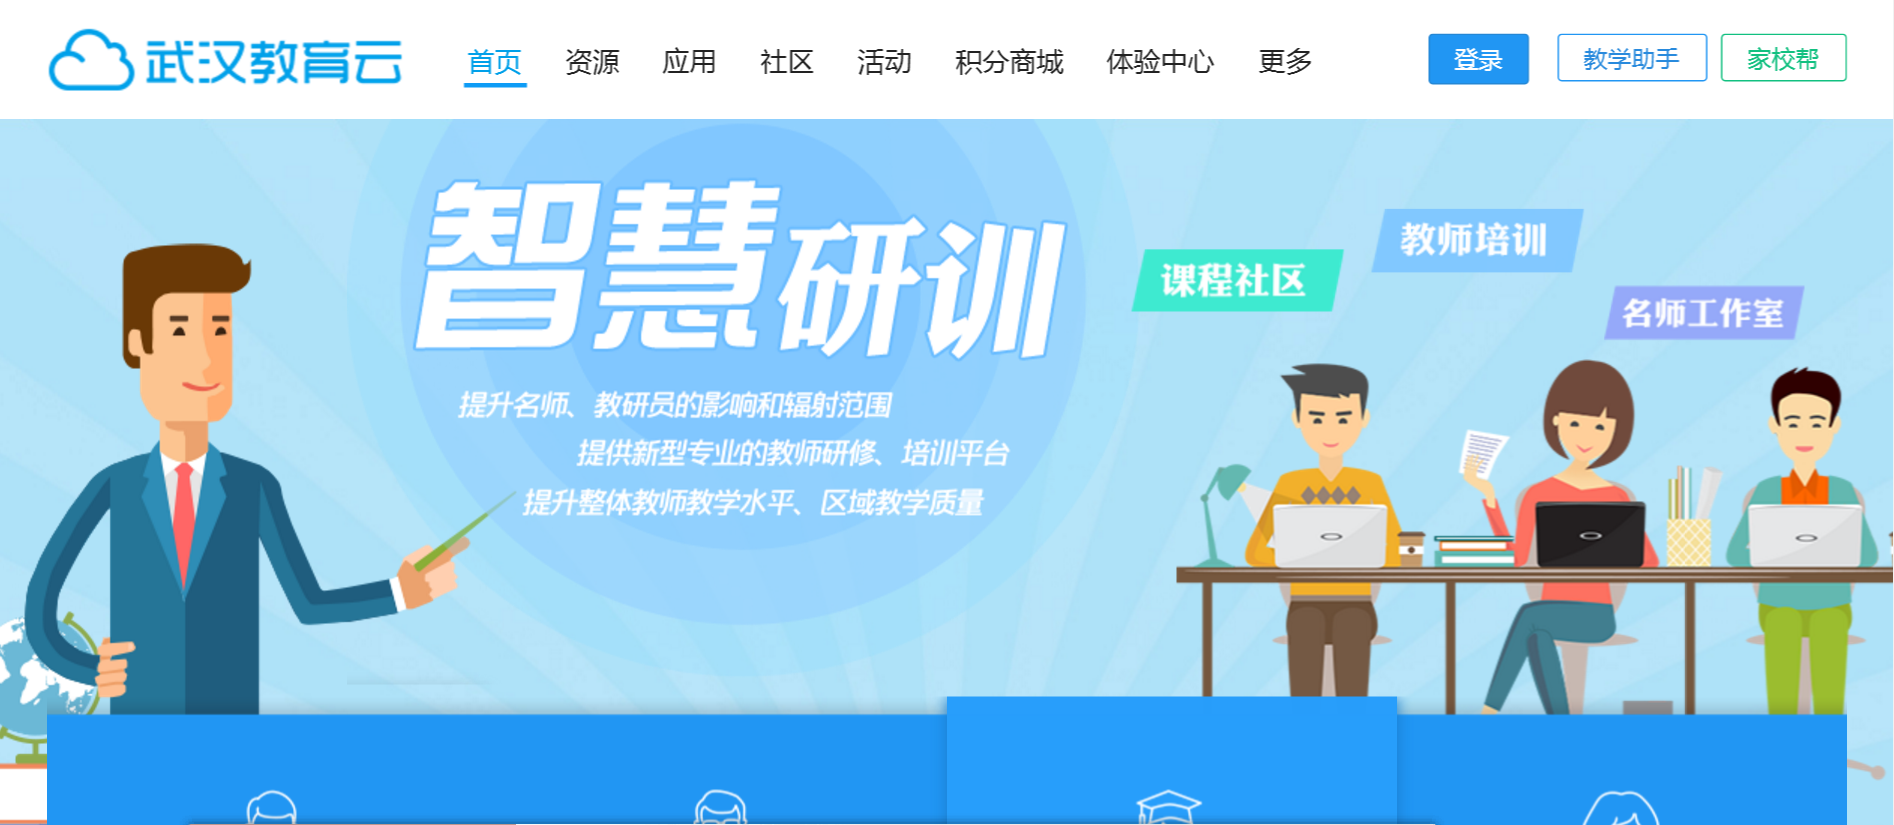 武汉教育云
首页 资源 应用 社区 活动 积分商城 体验中心 更多
登录 教学助手 家校帮
智慧研训
提升名师、教研员的影响和辐射范围
提供新型专业的教师研修、培训平台
提升整体教师教学水平、区域教学质量
课程社区
教师培训
名师工作室